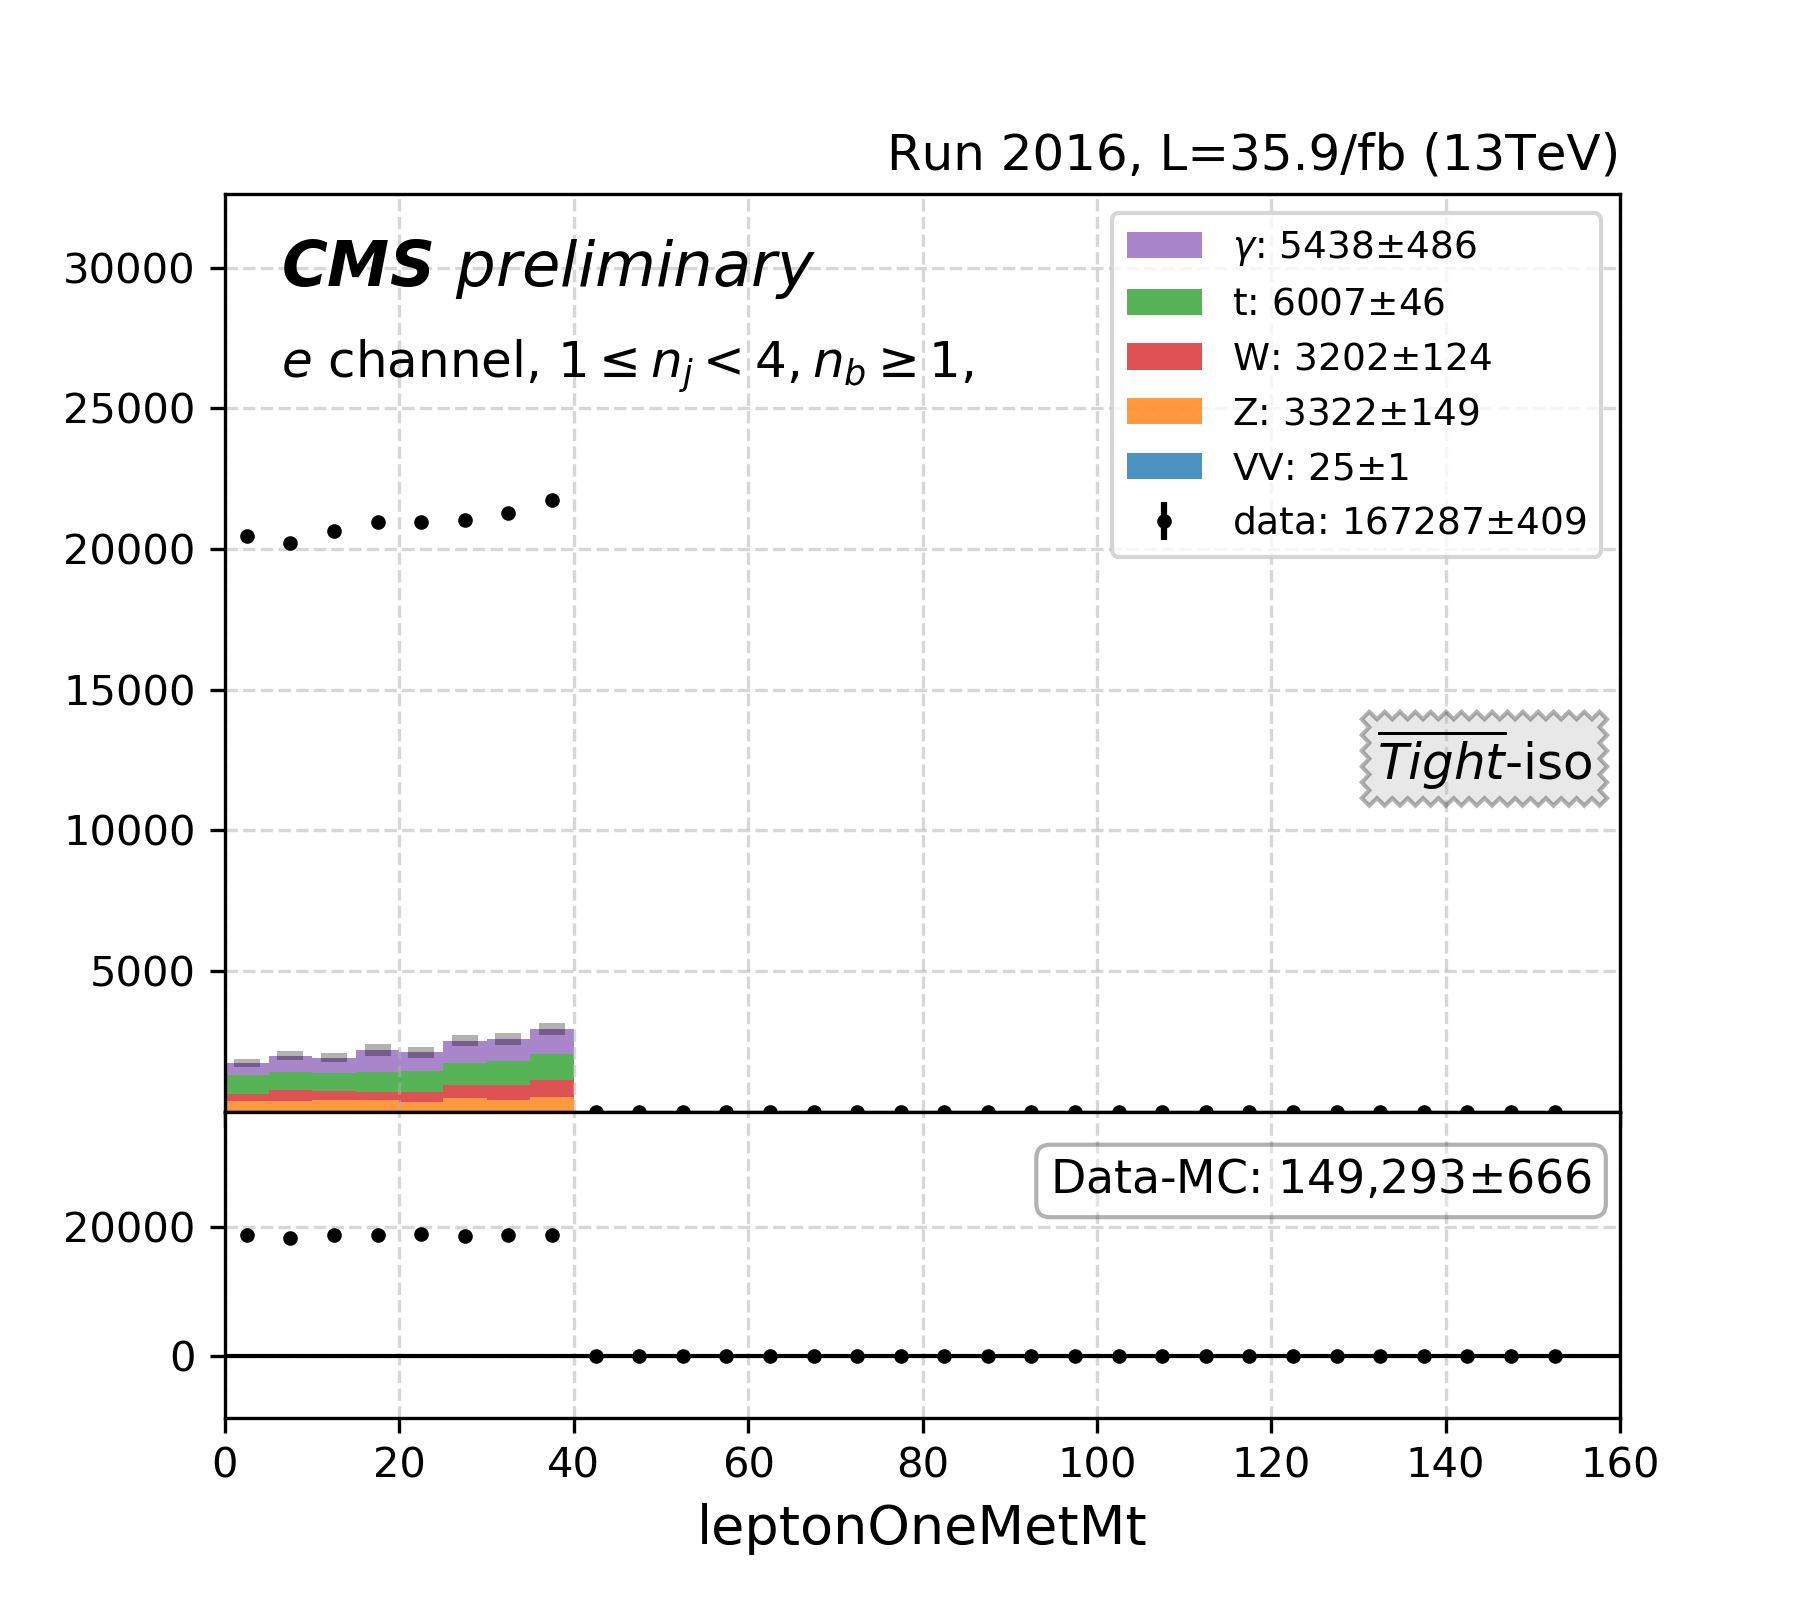 Run 2016, L=35.9/fb (13TeV)
CMS preliminary
e channel, 1 ≤ n_j < 4, n_b ≥ 1,
γ: 5438±486
t: 6007±46
W: 3202±124
Z: 3322±149
VV: 25±1
data: 167287±409
30000
25000
20000
15000
10000
5000
T̅i̅g̅h̅t̅-iso
Data-MC: 149,293±666
20000
0
0 20 40 60 80 100 120 140 160
leptonOneMetMt